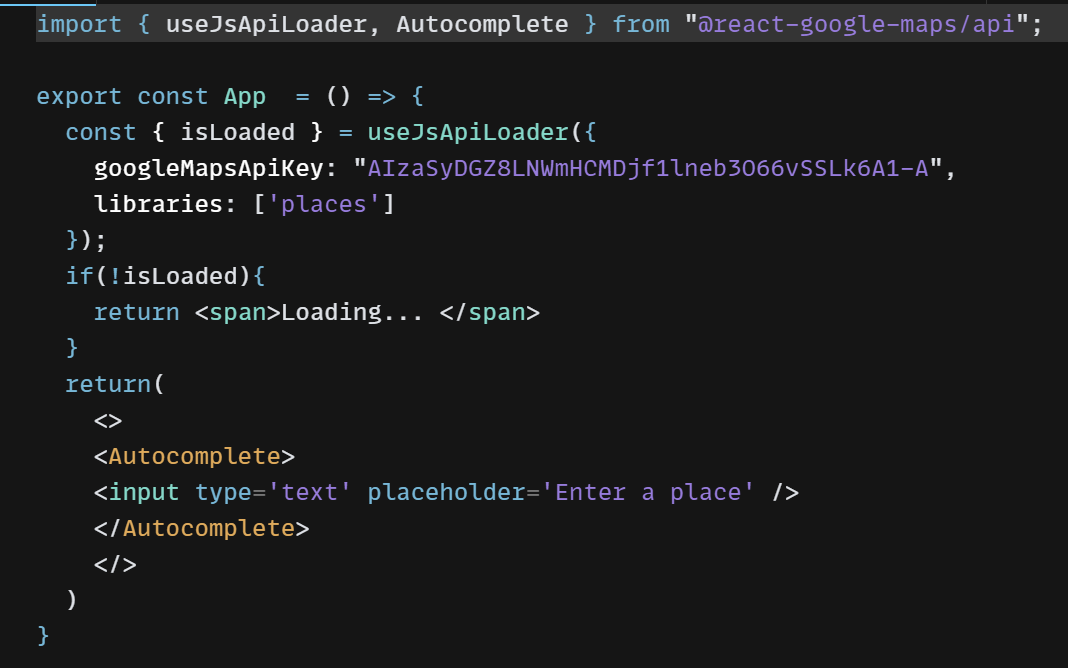 import { useJsApiLoader, Autocomplete } from "@react-google-maps/api";
export const App  = () => {
const { isLoaded } = useJsApiLoader({
googleMapsApiKey: "AIzaSyDGZ8LNWmHCMDjf1lneb3O66vSSLk6A1-A",
libraries: ['places']
});
if(!isLoaded){
return <span>Loading... </span>
}
return(
<>
<Autocomplete>
<input type='text' placeholder='Enter a place' />
</Autocomplete>
</>
)
}